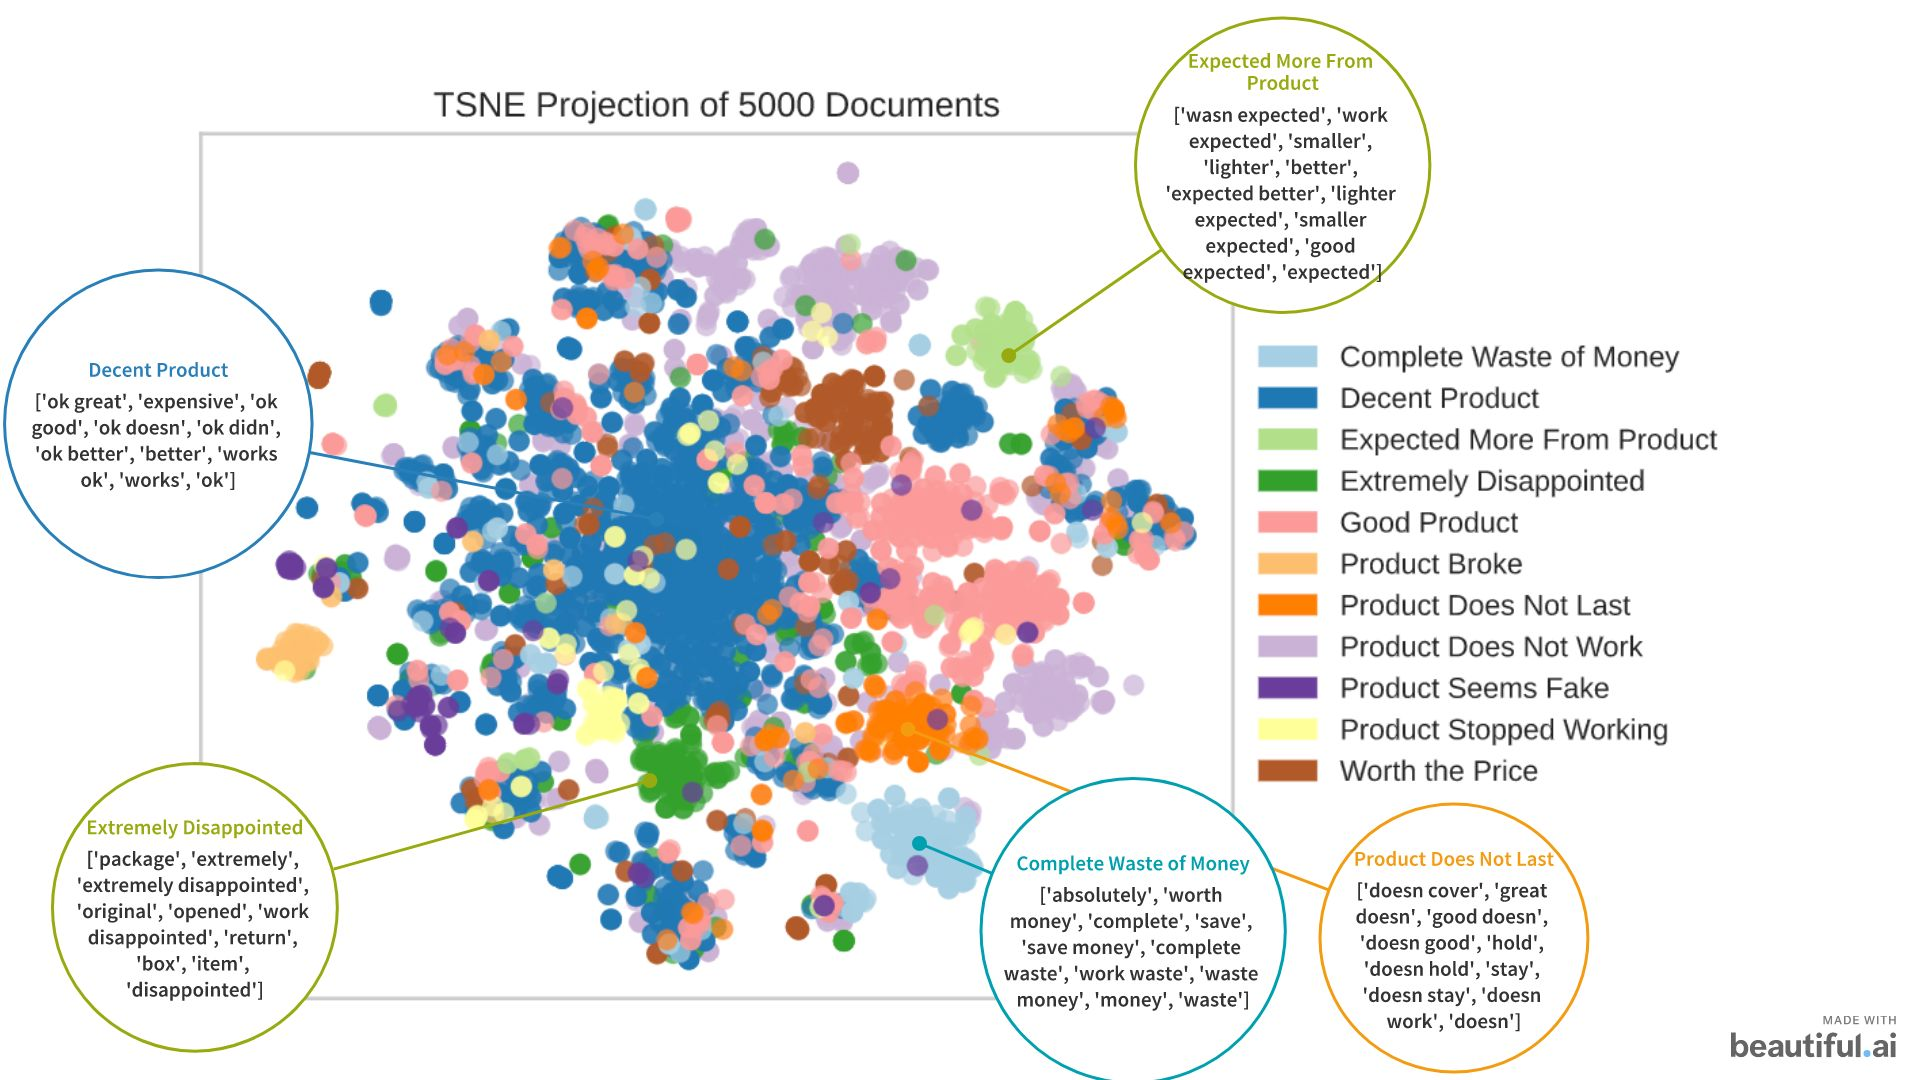 TSNE Projection of 5000 Documents
Expected More From
Product
['wasn expected', 'work
expected', 'smaller',
'lighter', 'better',
'expected better', 'lighter
expected', 'smaller
expected', 'good
expected', 'expected']
Decent Product
['ok great', 'expensive', 'ok
good', 'ok doesn', 'ok didn',
'ok better', 'better', 'works
ok', 'works', 'ok']
Complete Waste of Money
Decent Product
Expected More From Product
Extremely Disappointed
Good Product
Product Broke
Product Does Not Last
Product Does Not Work
Product Seems Fake
Product Stopped Working
Worth the Price
Extremely Disappointed
['package', 'extremely',
'extremely disappointed',
'original', 'opened', 'work
disappointed', 'return',
'box', 'item',
'disappointed']
Complete Waste of Money
['absolutely', 'worth
money', 'complete', 'save',
'save money', 'complete
waste', 'work waste', 'waste
money', 'money', 'waste']
Product Does Not Last
['doesn cover', 'great
doesn', 'good doesn',
'doesn good', 'hold',
'doesn hold', 'stay',
'doesn stay', 'doesn
work', 'doesn']
MADE WITH
beautiful.ai